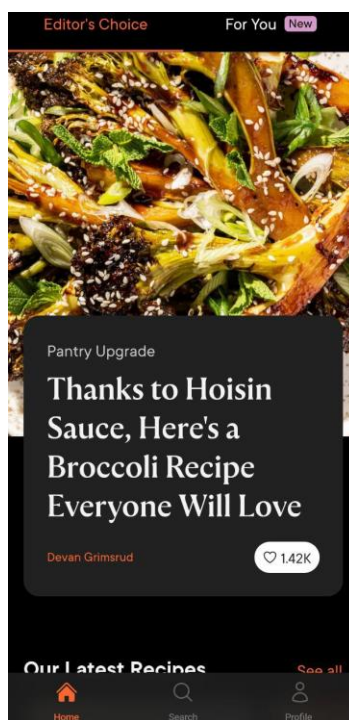 Editor's Choice
For You New
Pantry Upgrade
Thanks to Hoisin
Sauce, Here's a
Broccoli Recipe
Everyone Will Love
Devan Grimsrud
1.42K
Our Latest Recipes
See all
Home
Search
Profile